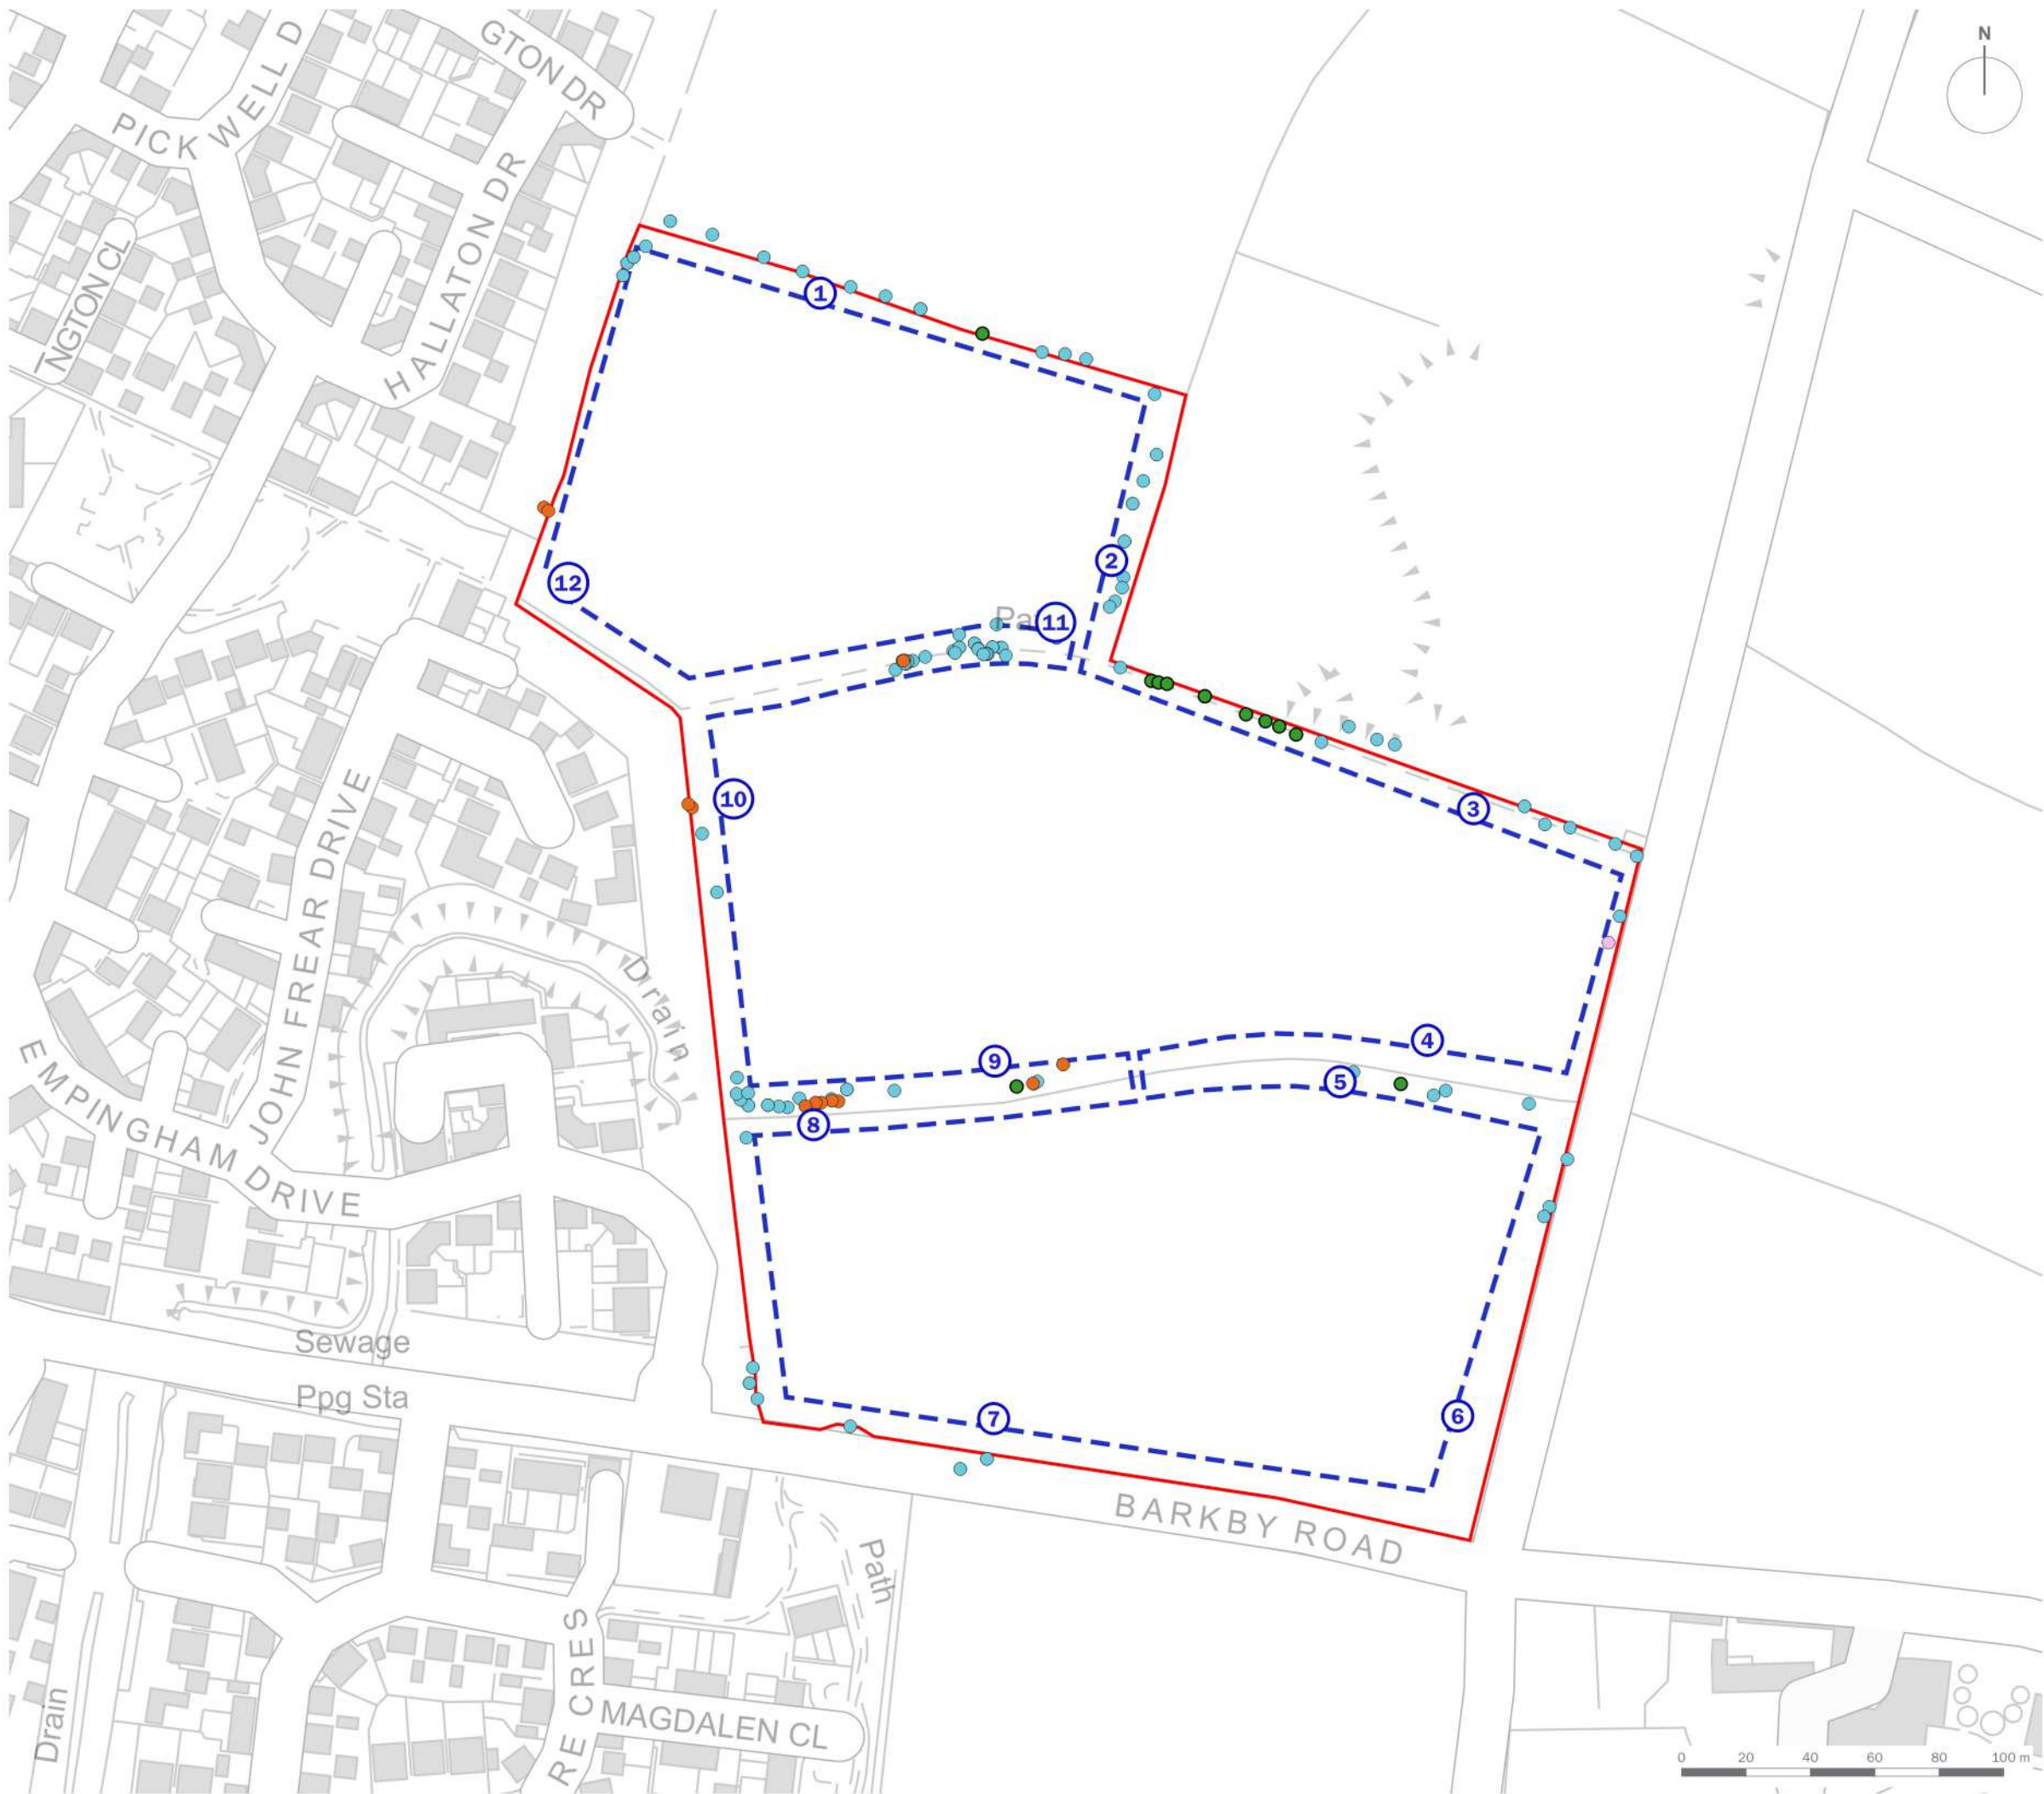 GTON DR
N
PICK WELL D
HALLATON DR
NGTON CL
1
2
Pa
11
12
3
10
JOHN FREAR DRIVE
Drain
4
9
5
8
EMPINGHAM DRIVE
Sewage
Ppg Sta
7
6
BARKBY ROAD
Path
RE CRES
MAGDALEN CL
Drain
0 20 40 60 80 100 m